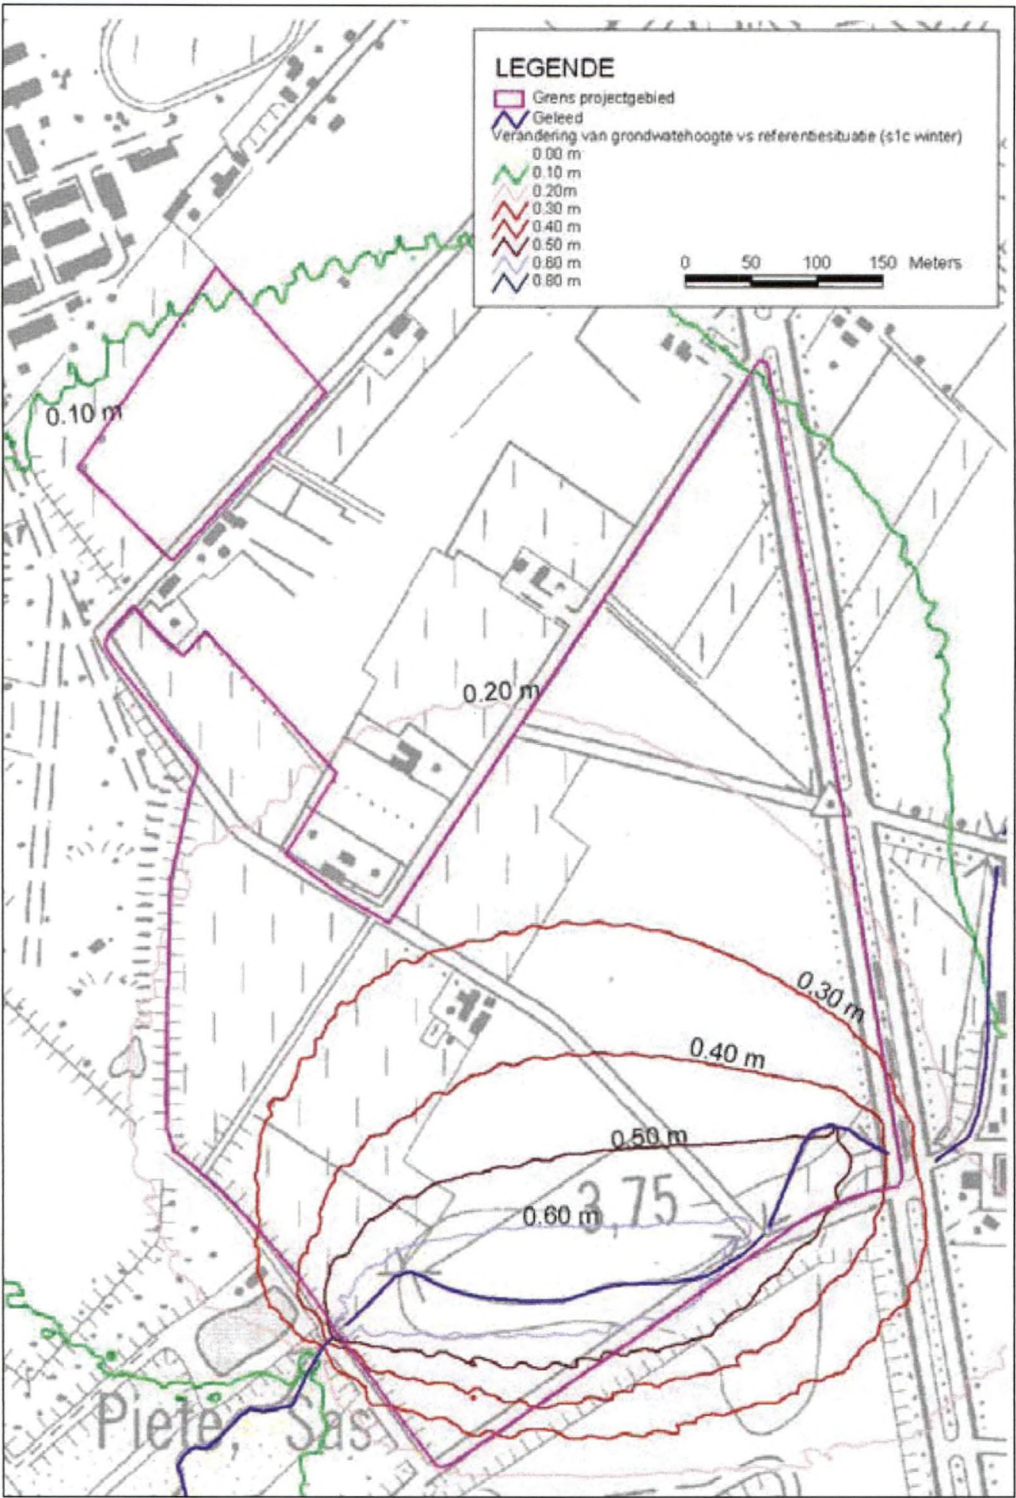 LEGENDE
Grens projectgebied
Geleed
Verandering van grondwatehoogte vs referentiesituatie (s1c winter)
0.00 m
0.10 m
0.20m
0.30 m
0.40 m
0.50 m
0.60 m
0.80 m
0 50 100 150 Meters
0.10 m
0.20 m
0.30 m
0.40 m
0.50 m
3,75
0.60 m
Piete, Sas